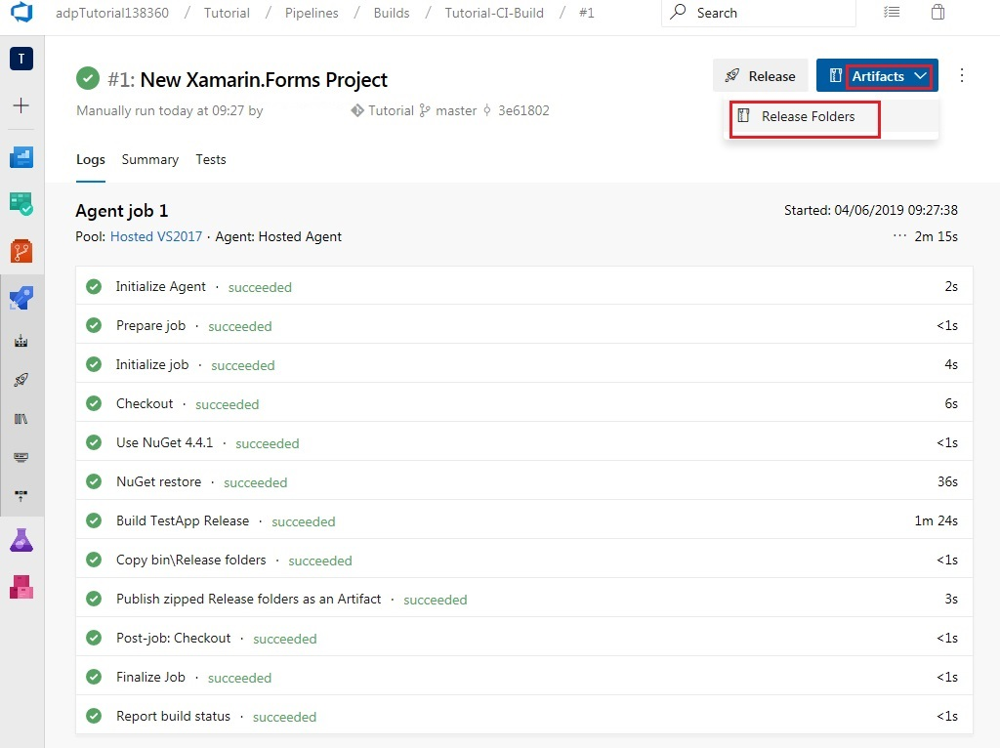 adpTutorial138360 / Tutorial / Pipelines / Builds / Tutorial-CI-Build / #1 Search
T
#1: New Xamarin.Forms Project
Release
Artifacts
Manually run today at 09:27 by Tutorial master 3e61802
Release Folders
Logs Summary Tests
Agent job 1
Started: 04/06/2019 09:27:38
Pool: Hosted VS2017 · Agent: Hosted Agent
··· 2m 15s
Initialize Agent · succeeded 2s
Prepare job · succeeded <1s
Initialize job · succeeded 4s
Checkout · succeeded 6s
Use NuGet 4.4.1 · succeeded <1s
NuGet restore · succeeded 36s
Build TestApp Release · succeeded 1m 24s
Copy bin\Release folders · succeeded <1s
Publish zipped Release folders as an Artifact · succeeded 3s
Post-job: Checkout · succeeded <1s
Finalize Job · succeeded <1s
Report build status · succeeded <1s